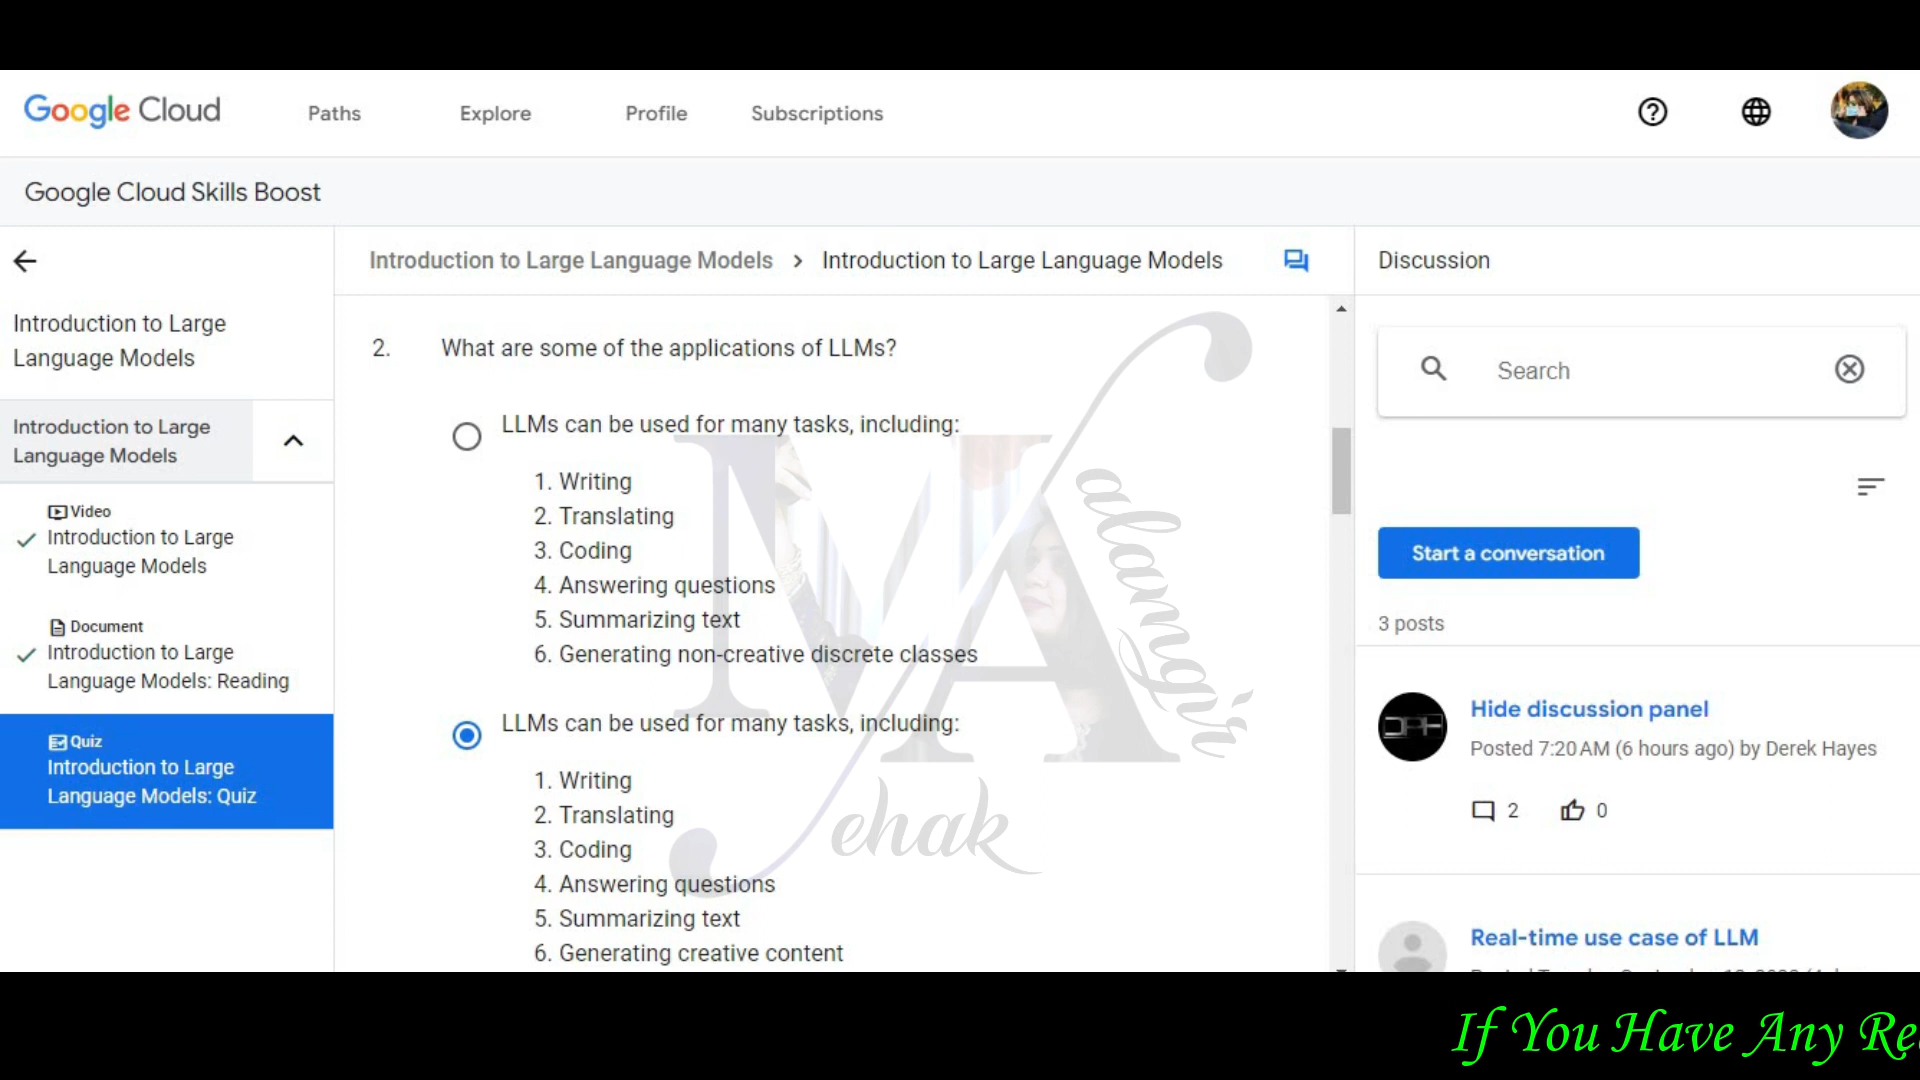 Google Cloud
Paths
Explore
Profile
Subscriptions
Google Cloud Skills Boost
Introduction to Large
Language Models
Introduction to Large
Language Models
Video
Introduction to Large
Language Models
Document
Introduction to Large
Language Models: Reading
Quiz
Introduction to Large
Language Models: Quiz
Introduction to Large Language Models > Introduction to Large Language Models
2. What are some of the applications of LLMs?
LLMs can be used for many tasks, including:
1. Writing
2. Translating
3. Coding
4. Answering questions
5. Summarizing text
6. Generating non-creative discrete classes
LLMs can be used for many tasks, including:
1. Writing
2. Translating
3. Coding
4. Answering questions
5. Summarizing text
6. Generating creative content
MA
alangir
ehak
Discussion
Search
Start a conversation
3 posts
DAH
Hide discussion panel
Posted 7:20 AM (6 hours ago) by Derek Hayes
2
0
Real-time use case of LLM
If You Have Any